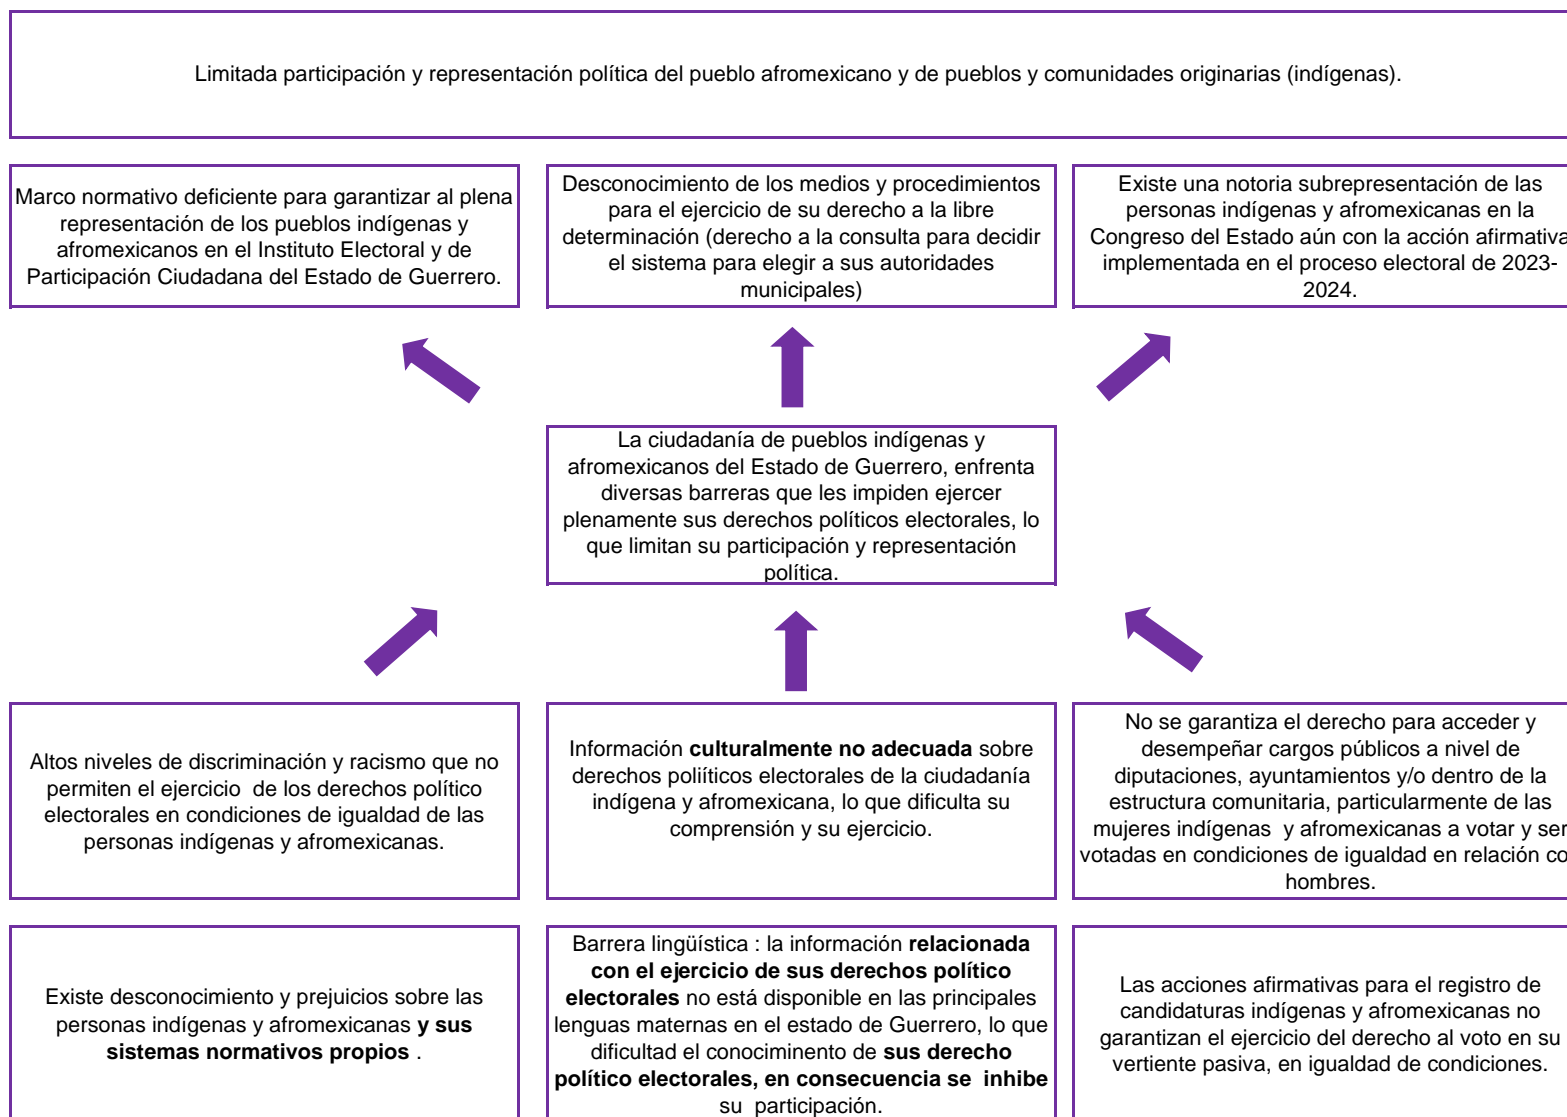 Limitada participación y representación política del pueblo afromexicano y de pueblos y comunidades originarias (indígenas).
Marco normativo deficiente para garantizar al plena
representación de los pueblos indígenas y
afromexicanos en el Instituto Electoral y de
Participación Ciudadana del Estado de Guerrero.
Desconocimiento de los medios y procedimientos
para el ejercicio de su derecho a la libre
determinación (derecho a la consulta para decidir
el sistema para elegir a sus autoridades
municipales)
Existe una notoria subrepresentación de las
personas indígenas y afromexicanas en la
Congreso del Estado aún con la acción afirmativa
implementada en el proceso electoral de 2023-
2024.
La ciudadanía de pueblos indígenas y
afromexicanos del Estado de Guerrero, enfrenta
diversas barreras que les impiden ejercer
plenamente sus derechos políticos electorales, lo
que limitan su participación y representación
política.
Altos niveles de discriminación y racismo que no
permiten el ejercicio  de los derechos político
electorales en condiciones de igualdad de las
personas indígenas y afromexicanas.
Información culturalmente no adecuada sobre
derechos poliíticos electorales de la ciudadanía
indígena y afromexicana, lo que dificulta su
comprensión y su ejercicio.
No se garantiza el derecho para acceder y
desempeñar cargos públicos a nivel de
diputaciones, ayuntamientos y/o dentro de la
estructura comunitaria, particularmente de las
mujeres indígenas  y afromexicanas a votar y ser
votadas en condiciones de igualdad en relación co
hombres.
Existe desconocimiento y prejuicios sobre las
personas indígenas y afromexicanas y sus
sistemas normativos propios .
Barrera lingüística : la información relacionada
con el ejercicio de sus derechos político
electorales no está disponible en las principales
lenguas maternas en el estado de Guerrero, lo que
dificultad el conociminento de sus derecho
político electorales, en consecuencia se  inhibe
su  participación.
Las acciones afirmativas para el registro de
candidaturas indígenas y afromexicanas no
garantizan el ejercicio del derecho al voto en su
vertiente pasiva, en igualdad de condiciones.